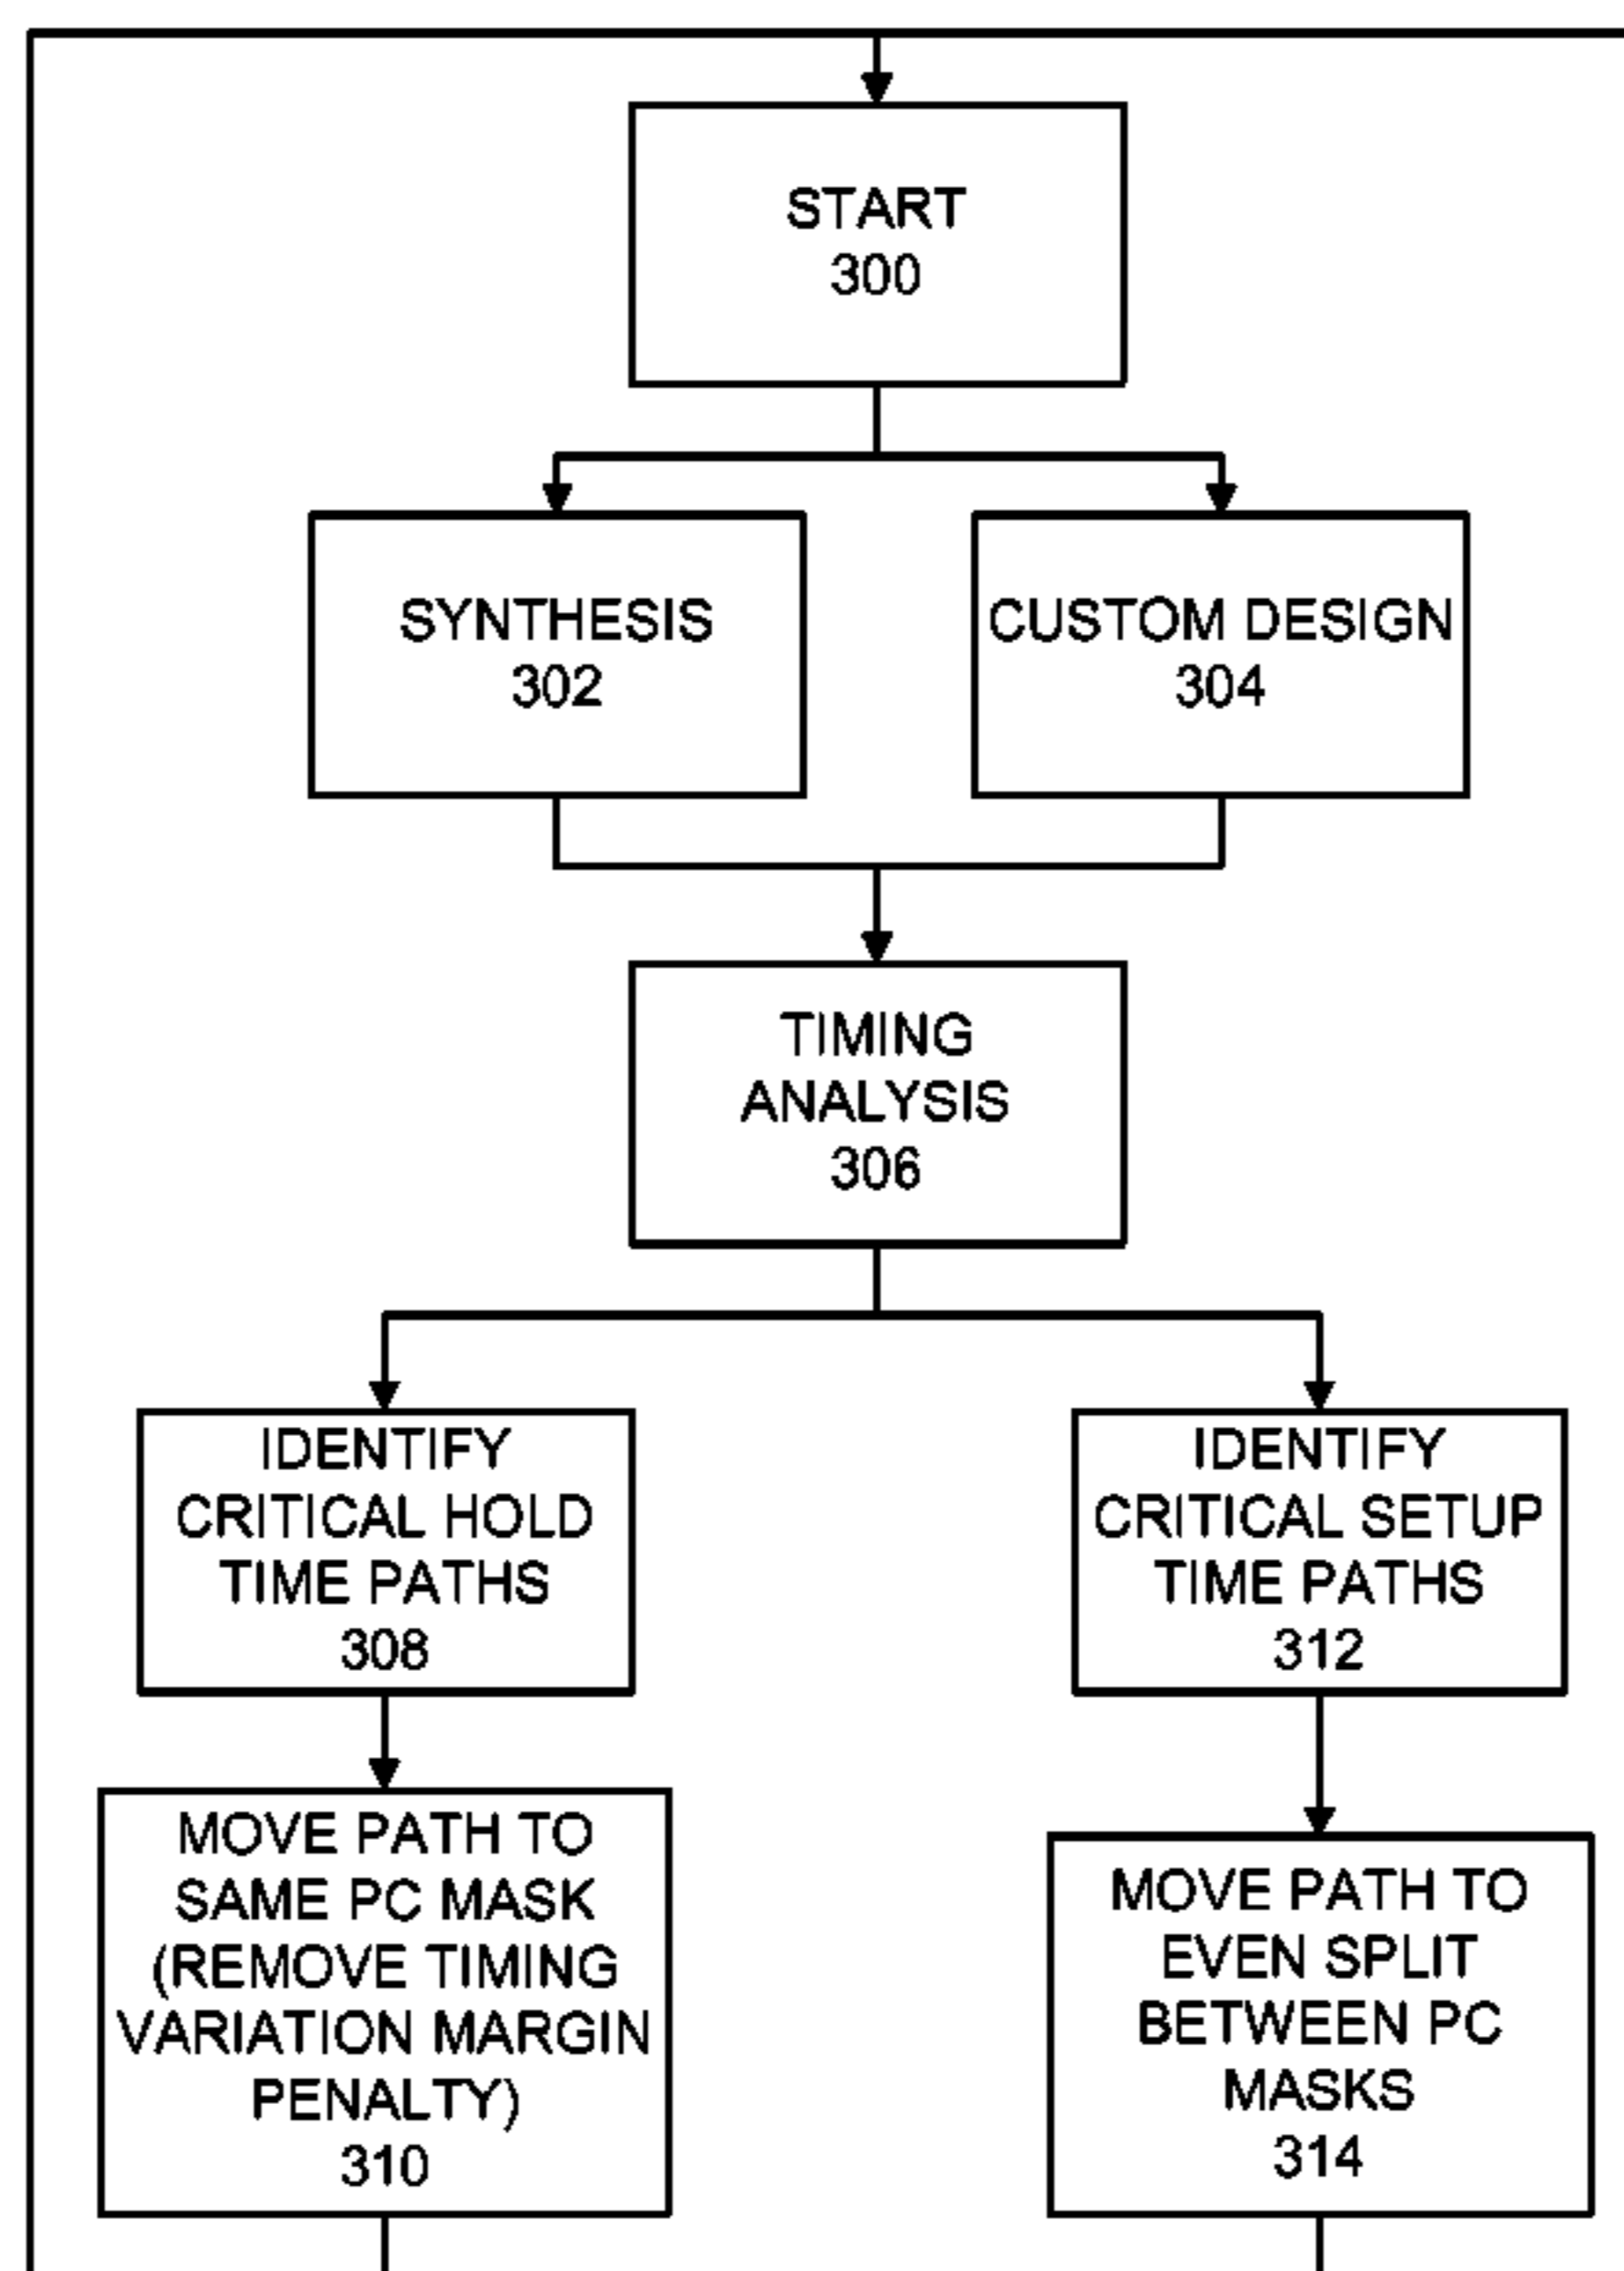 START
300
SYNTHESIS
302
CUSTOM DESIGN
304
TIMING
ANALYSIS
306
IDENTIFY
CRITICAL HOLD
TIME PATHS
308
IDENTIFY
CRITICAL SETUP
TIME PATHS
312
MOVE PATH TO
SAME PC MASK
(REMOVE TIMING
VARIATION MARGIN
PENALTY)
310
MOVE PATH TO
EVEN SPLIT
BETWEEN PC
MASKS
314